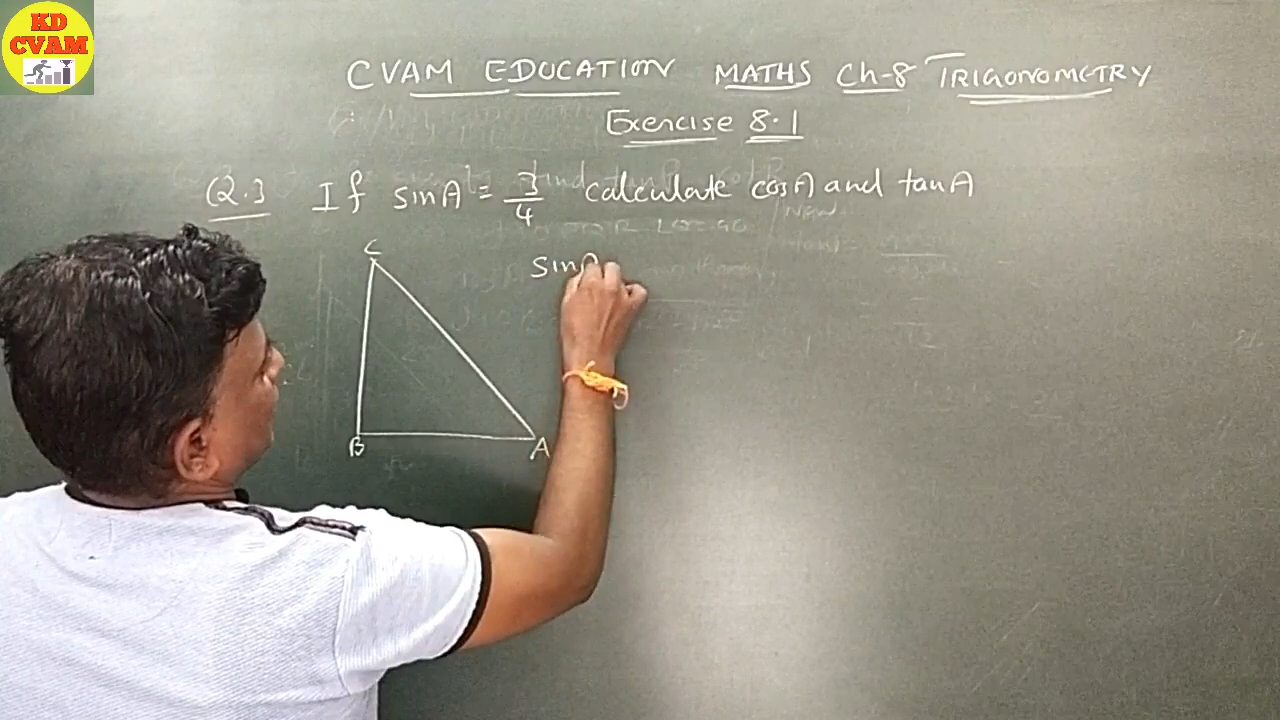 KD
CVAM
CVAM EDUCATION MATHS Ch-8 TRIGONOMETRY
Exercise 8.1
Q.3 If sinA = 3/4 calculate cosA and tanA
C
sinA
B
A